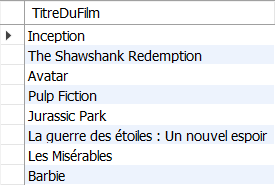 TitreDuFilm
Inception
The Shawshank Redemption
Avatar
Pulp Fiction
Jurassic Park
La guerre des étoiles : Un nouvel espoir
Les Misérables
Barbie